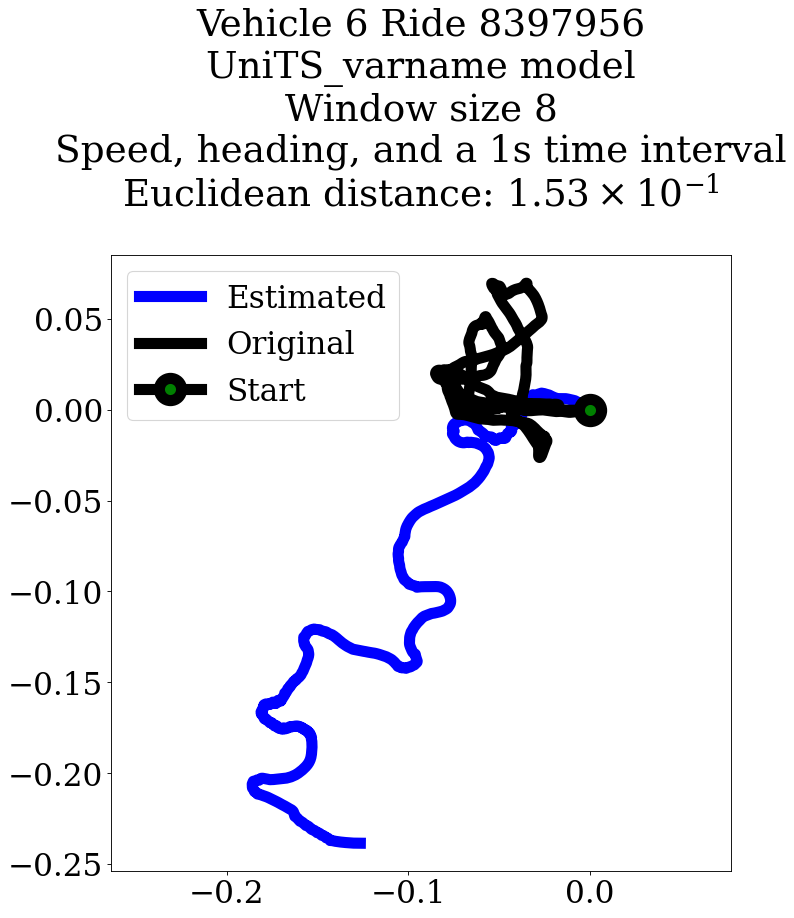 Vehicle 6 Ride 8397956
UniTS_varname model
Window size 8
Speed, heading, and a 1s time interval
Euclidean distance: 1.53 × 10⁻¹
Estimated
Original
Start
0.05
0.00
−0.05
−0.10
−0.15
−0.20
−0.25
−0.2
−0.1
0.0